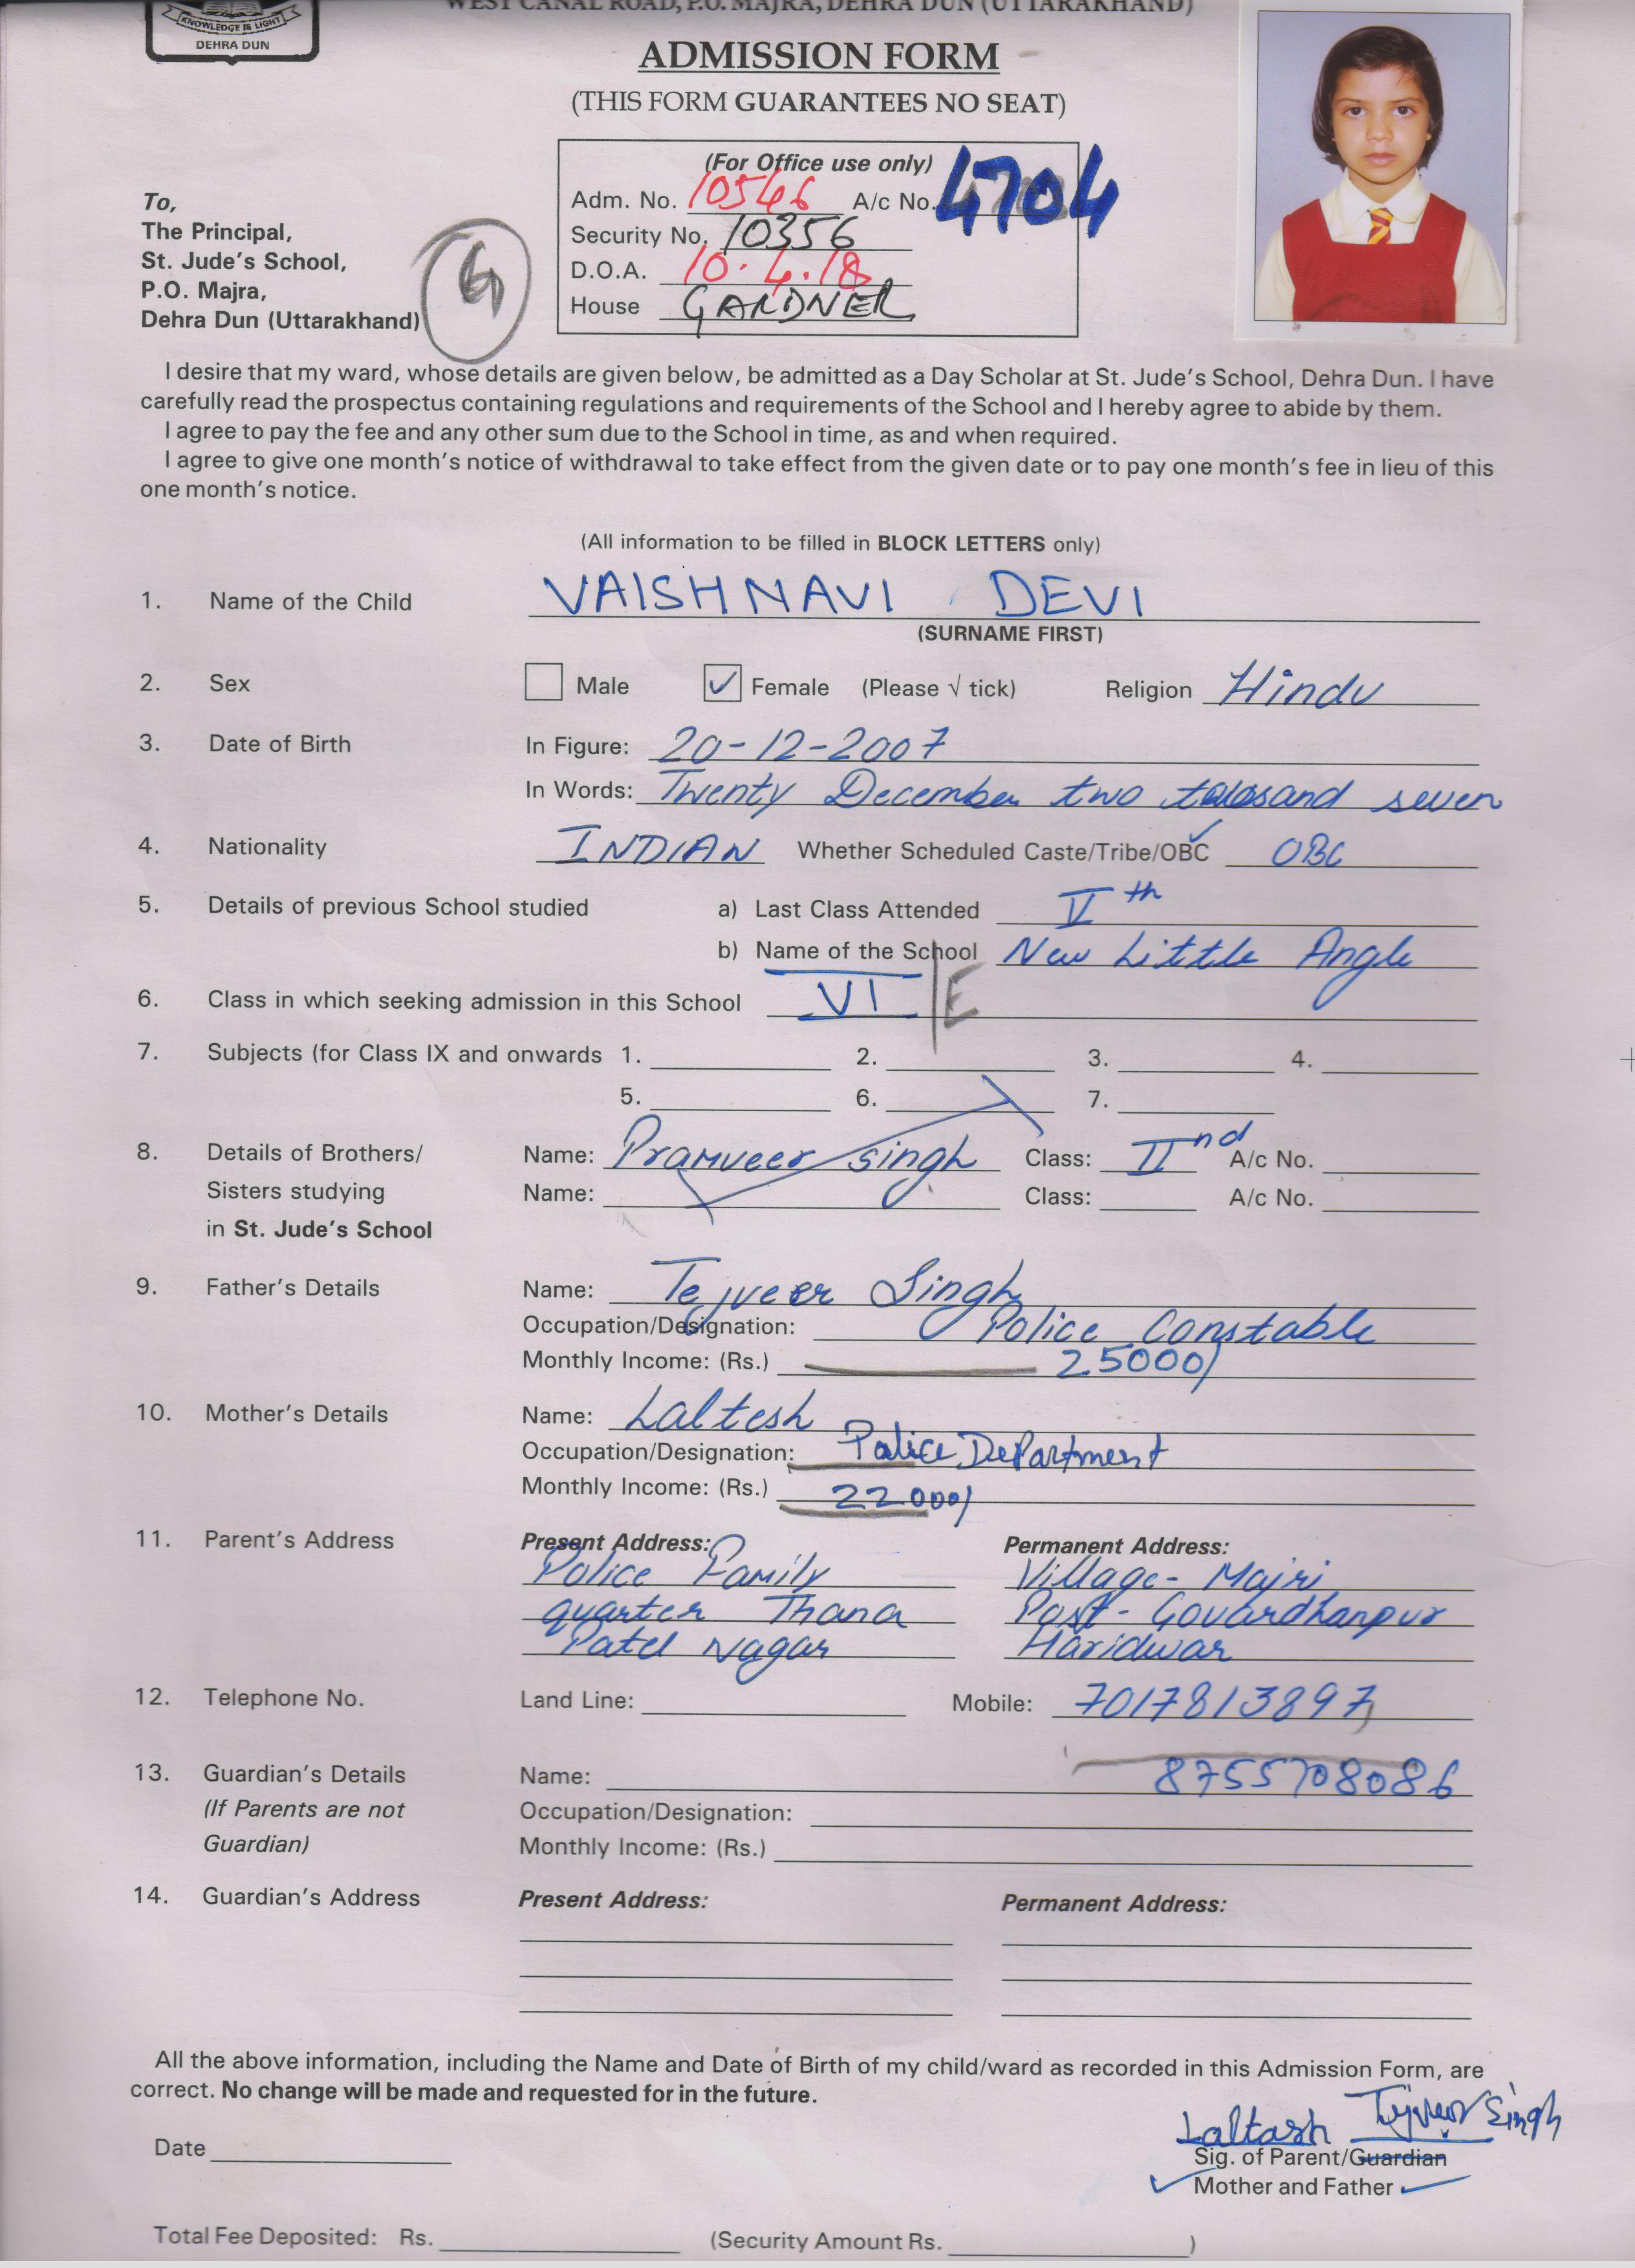 WEST CANAL ROAD, P.O. MAJRA, DEHRA DUN (UTTARAKHAND)
KNOWLEDGE IS LIGHT
DEHRA DUN
ADMISSION FORM
(THIS FORM GUARANTEES NO SEAT)
(For Office use only)
Adm. No. 10546 A/c No. 4704
Security No. 10356
D.O.A. 10.4.18
House GARDNER
To,
The Principal,
St. Jude's School,
P.O. Majra,
Dehra Dun (Uttarakhand)
I desire that my ward, whose details are given below, be admitted as a Day Scholar at St. Jude's School, Dehra Dun. I have
carefully read the prospectus containing regulations and requirements of the School and I hereby agree to abide by them.
I agree to pay the fee and any other sum due to the School in time, as and when required.
I agree to give one month's notice of withdrawal to take effect from the given date or to pay one month's fee in lieu of this
one month's notice.
(All information to be filled in BLOCK LETTERS only)
1. Name of the Child VAISHNAVI DEVI
(SURNAME FIRST)
2. Sex Male ✓ Female (Please √ tick) Religion Hindu
3. Date of Birth In Figure: 20-12-2007
In Words: Twenty December two seven
4. Nationality INDIAN Whether Scheduled Caste/Tribe/OBC ✓ OBC
5. Details of previous School studied a) Last Class Attended Vth
b) Name of the School New Little Angle
6. Class in which seeking admission in this School VI E
7. Subjects (for Class IX and onwards 1. 2. 3. 4.
5. 6. 7.
8. Details of Brothers/ Name: Pramveer singh Class: IInd A/c No.
Sisters studying Name: Class: A/c No.
in St. Jude's School
9. Father's Details Name: Tejveer Singh
Occupation/Designation: Police Constable
Monthly Income: (Rs.) 25000/
10. Mother's Details Name: Laltesh
Occupation/Designation: Police Department
Monthly Income: (Rs.) 22000/
11. Parent's Address Present Address: Permanent Address:
Police Family Village- Majri
quarter Thana Post- Govardhanpur
Patel Nagar Haridwar
12. Telephone No. Land Line: Mobile: 7017813897,
13. Guardian's Details Name: 8755708086
(If Parents are not Occupation/Designation:
Guardian) Monthly Income: (Rs.)
14. Guardian's Address Present Address: Permanent Address:
All the above information, including the Name and Date of Birth of my child/ward as recorded in this Admission Form, are
correct. No change will be made and requested for in the future.
Laltash Tejveer Singh
Date Sig. of Parent/Guardian
Mother and Father
Total Fee Deposited: Rs. (Security Amount Rs. )